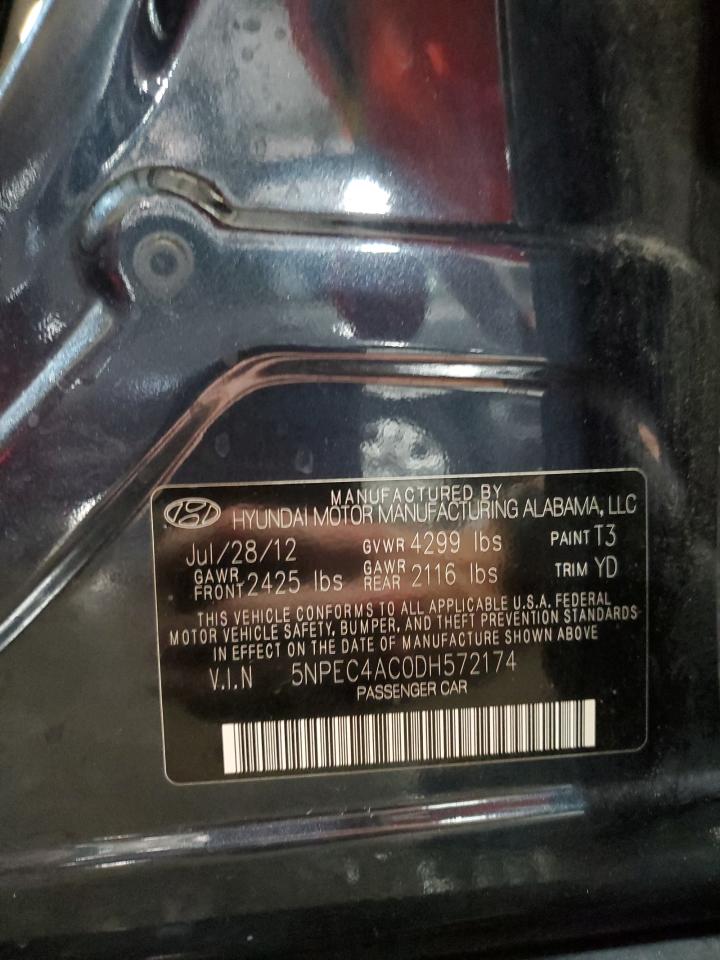 MANUFACTURED BY
HYUNDAI MOTOR MANUFACTURING ALABAMA, LLC
Jul/28/12 GVWR 4299 lbs PAINT T3
GAWR FRONT 2425 lbs GAWR REAR 2116 lbs TRIM YD
THIS VEHICLE CONFORMS TO ALL APPLICABLE U.S.A. FEDERAL
MOTOR VEHICLE SAFETY, BUMPER, AND THEFT PREVENTION STANDARDS
IN EFFECT ON THE DATE OF MANUFACTURE SHOWN ABOVE
V.I.N 5NPEC4AC0DH572174
PASSENGER CAR